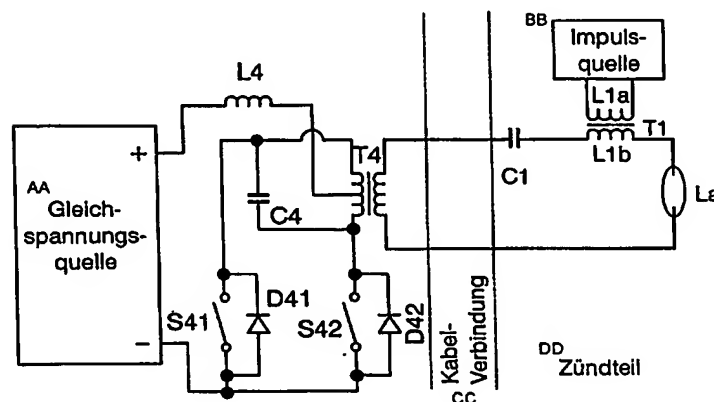 BB
Impuls-
quelle
L4
L1a
T1
L1b
T4
C1
La
+
AA
Gleich-
spannungs-
quelle
C4
D41
S41
S42
D42
−
Kabel-
Verbindung
CC
DD
Zündteil